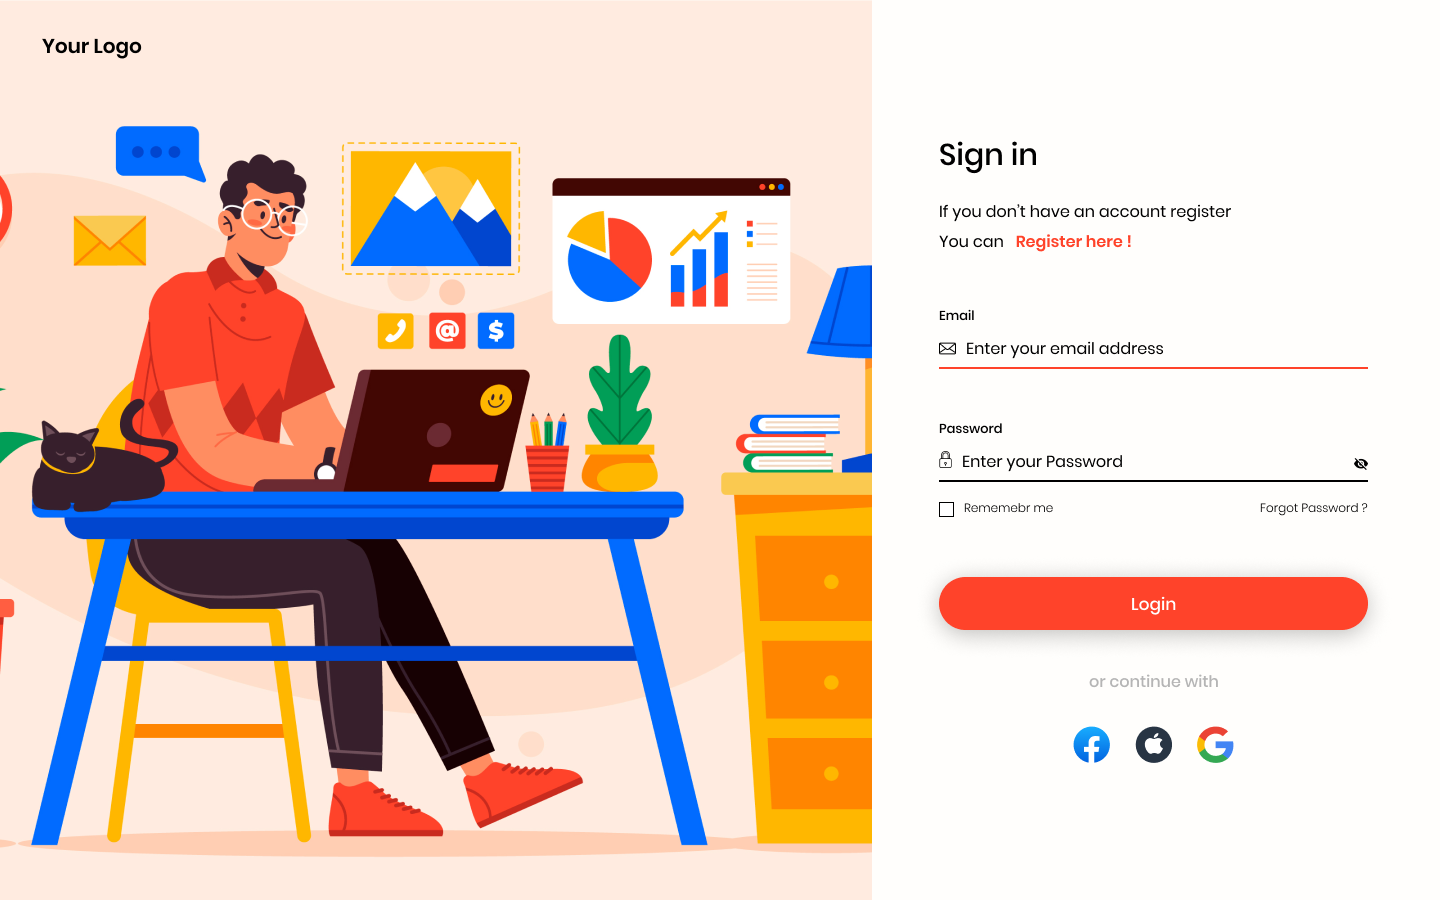 Your Logo
Sign in
If you don't have an account register
You can Register here !
Email
Enter your email address
Password
Enter your Password
Rememebr me
Forgot Password ?
Login
or continue with